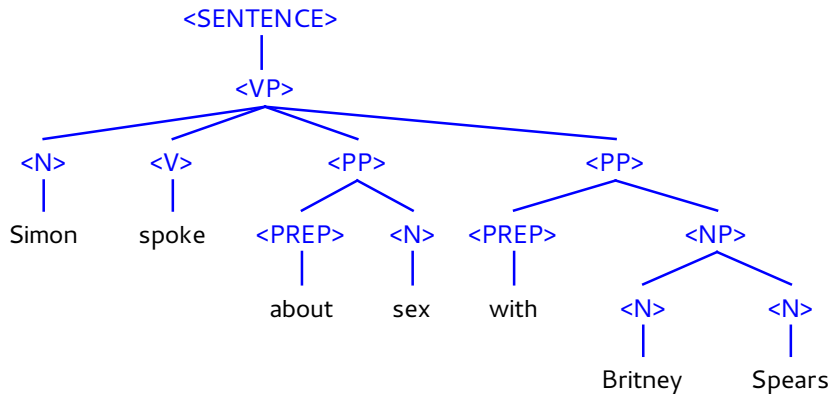 <SENTENCE>
<VP>
<N> <V> <PP> <PP>
Simon spoke <PREP> <N> <PREP> <NP>
about sex with <N> <N>
Britney Spears